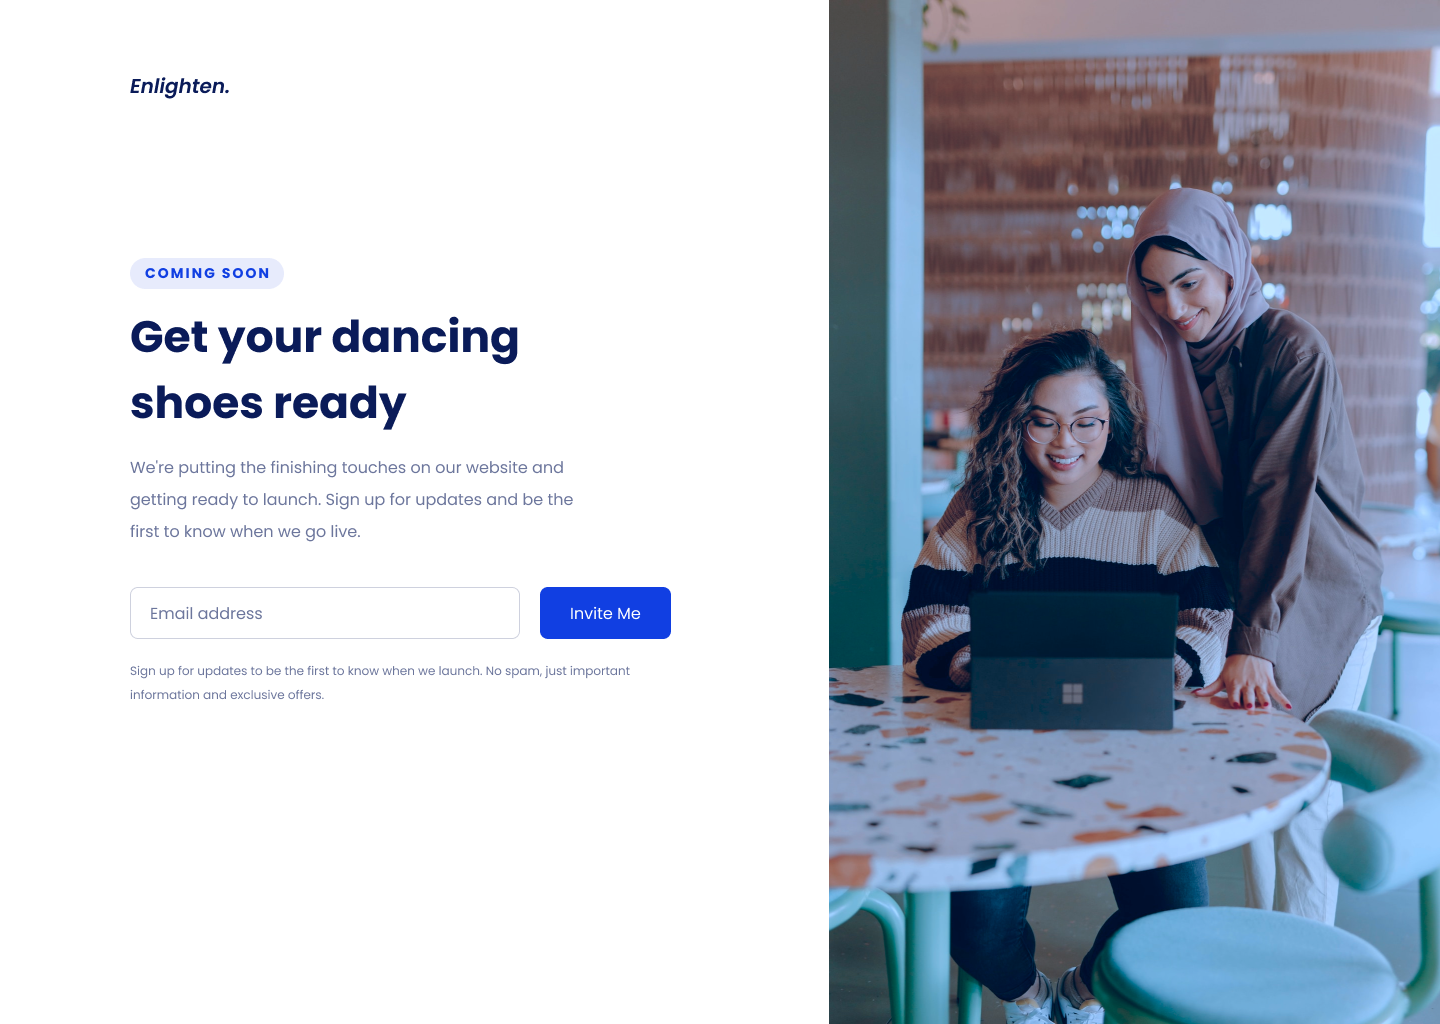 Enlighten.
COMING SOON
Get your dancing
shoes ready
We're putting the finishing touches on our website and
getting ready to launch. Sign up for updates and be the
first to know when we go live.
Email address
Invite Me
Sign up for updates to be the first to know when we launch. No spam, just important
information and exclusive offers.